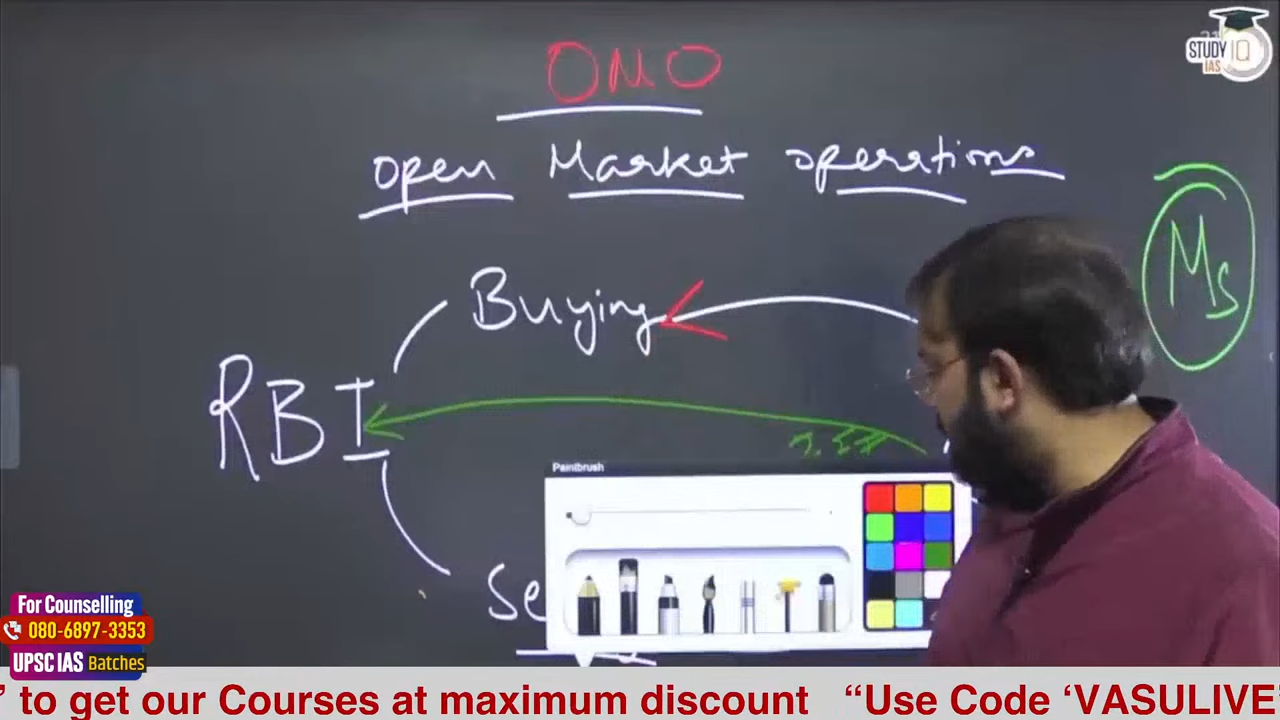 OMO
STUDY IQ
IAS
open Market operations
Ms
Buying
RBI
Paintbrush
Se
For Counselling
080-6897-3353
UPSC IAS Batches
” to get our Courses at maximum discount “Use Code ‘VASULIVE’